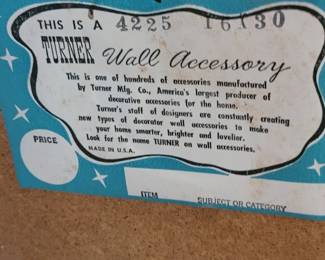 THIS IS A 4225 16X30
TURNER Wall Accessory
This is one of hundreds of accessories manufactured
by Turner Mfg. Co., America's largest producer of
decorative accessories for the home.
Turner's staff of designers are constantly creating
new types of decorator wall accessories to make
your home smarter, brighter and lovelier.
Look for the name TURNER on wall accessories.
MADE IN U.S.A.
PRICE
ITEM SUBJECT OR CATEGORY